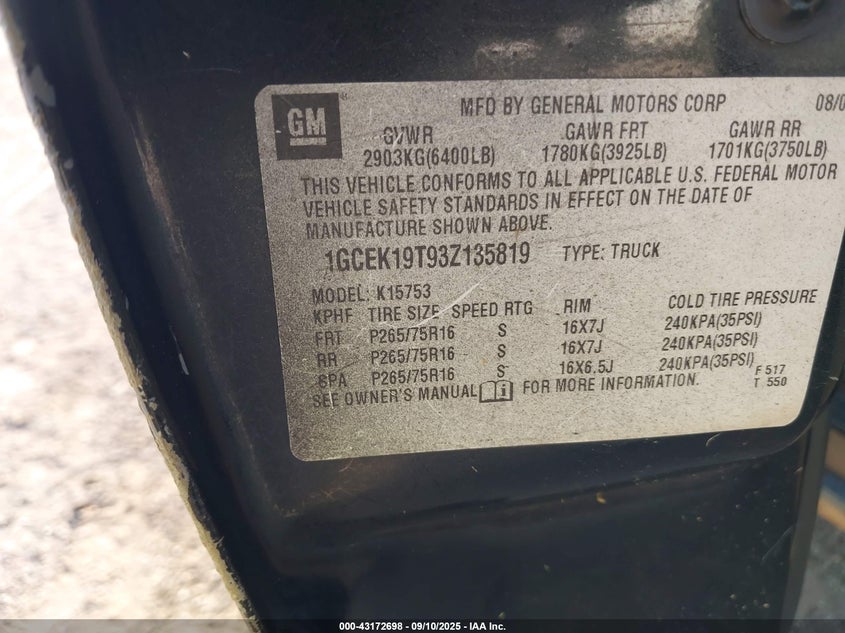 GM
MFD BY GENERAL MOTORS CORP 08/0
GVWR GAWR FRT GAWR RR
2903KG(6400LB) 1780KG(3925LB) 1701KG(3750LB)
THIS VEHICLE CONFORMS TO ALL APPLICABLE U.S. FEDERAL MOTOR
VEHICLE SAFETY STANDARDS IN EFFECT ON THE DATE OF
MANUFACTURE SHOWN ABOVE.
1GCEK19T93Z135819 TYPE: TRUCK
MODEL: K15753
KPHF TIRE SIZE SPEED RTG RIM COLD TIRE PRESSURE
FRT P265/75R16 S 16X7J 240KPA(35PSI)
RR P265/75R16 S 16X7J 240KPA(35PSI)
SPA P265/75R16 S 16X6.5J 240KPA(35PSI)
SEE OWNER'S MANUAL FOR MORE INFORMATION.
F 517
T 550
000-43172698 - 09/10/2025 - IAA Inc.